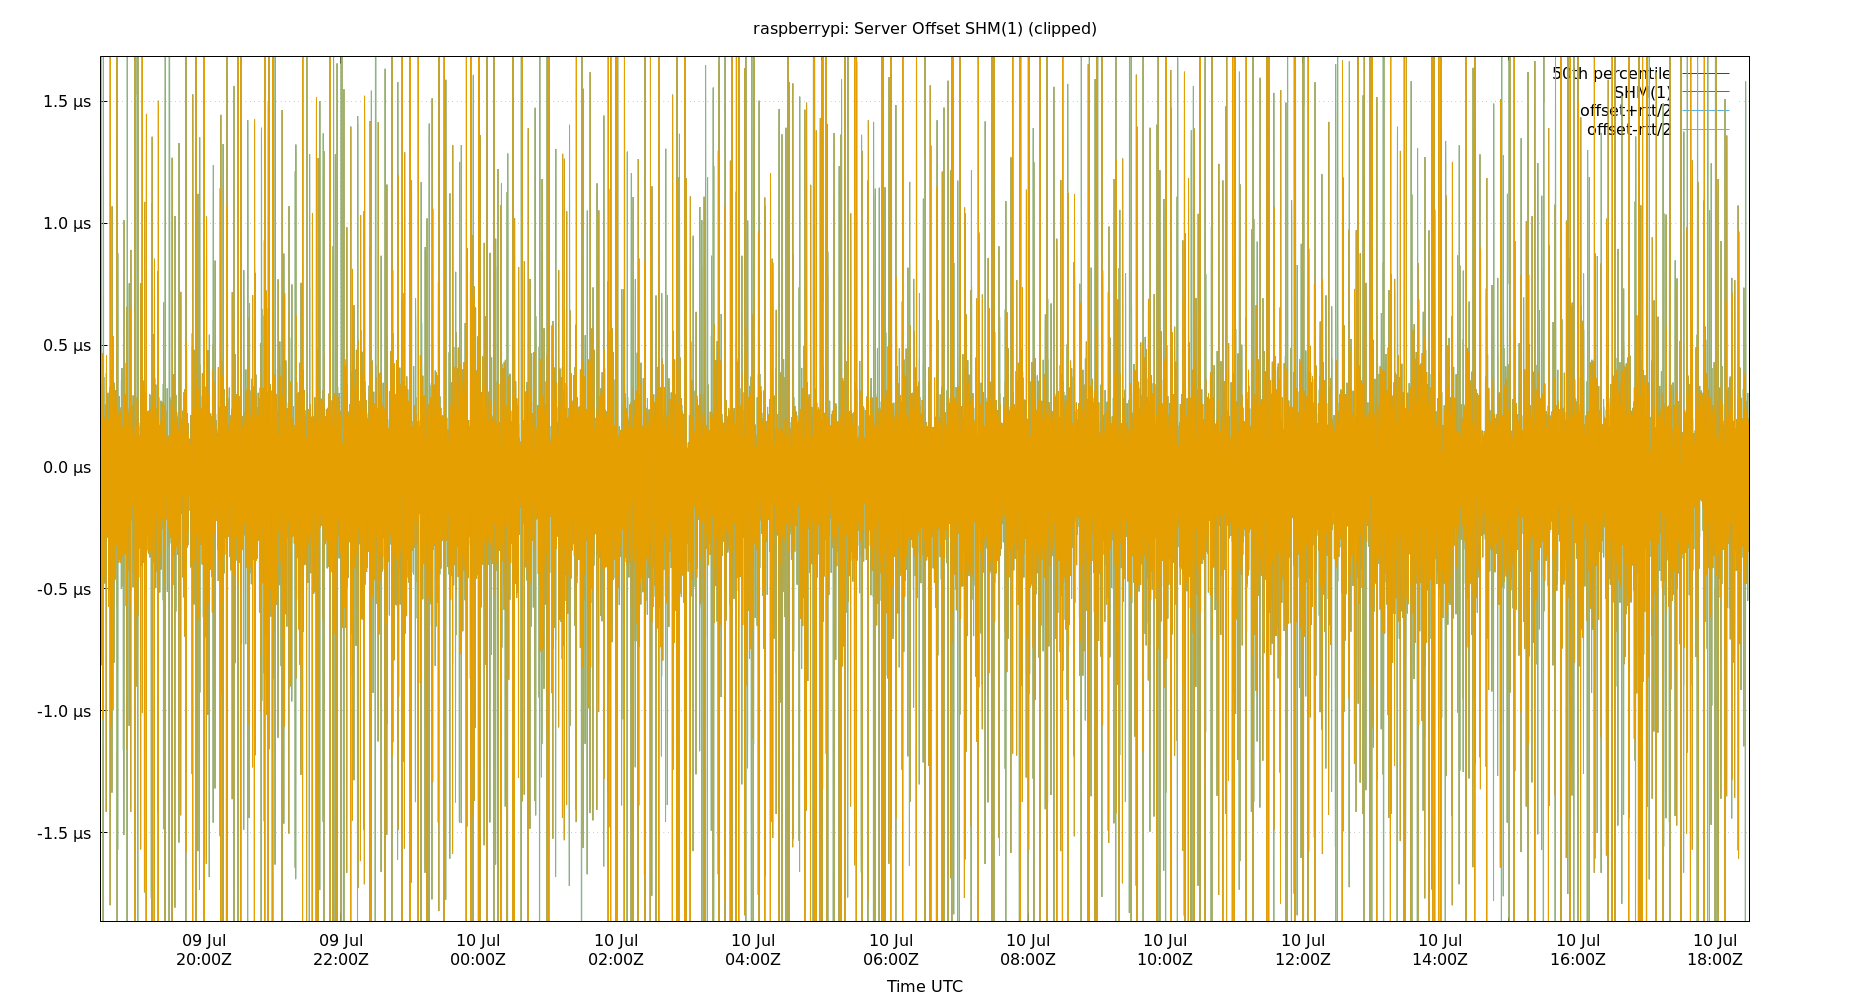 raspberrypi: Server Offset SHM(1) (clipped)
50th percentile
SHM(1)
offset+rtt/2
offset-rtt/2
1.5 µs
1.0 µs
0.5 µs
0.0 µs
-0.5 µs
-1.0 µs
-1.5 µs
09 Jul 09 Jul 10 Jul 10 Jul 10 Jul 10 Jul 10 Jul 10 Jul 10 Jul 10 Jul 10 Jul 10 Jul
20:00Z 22:00Z 00:00Z 02:00Z 04:00Z 06:00Z 08:00Z 10:00Z 12:00Z 14:00Z 16:00Z 18:00Z
Time UTC